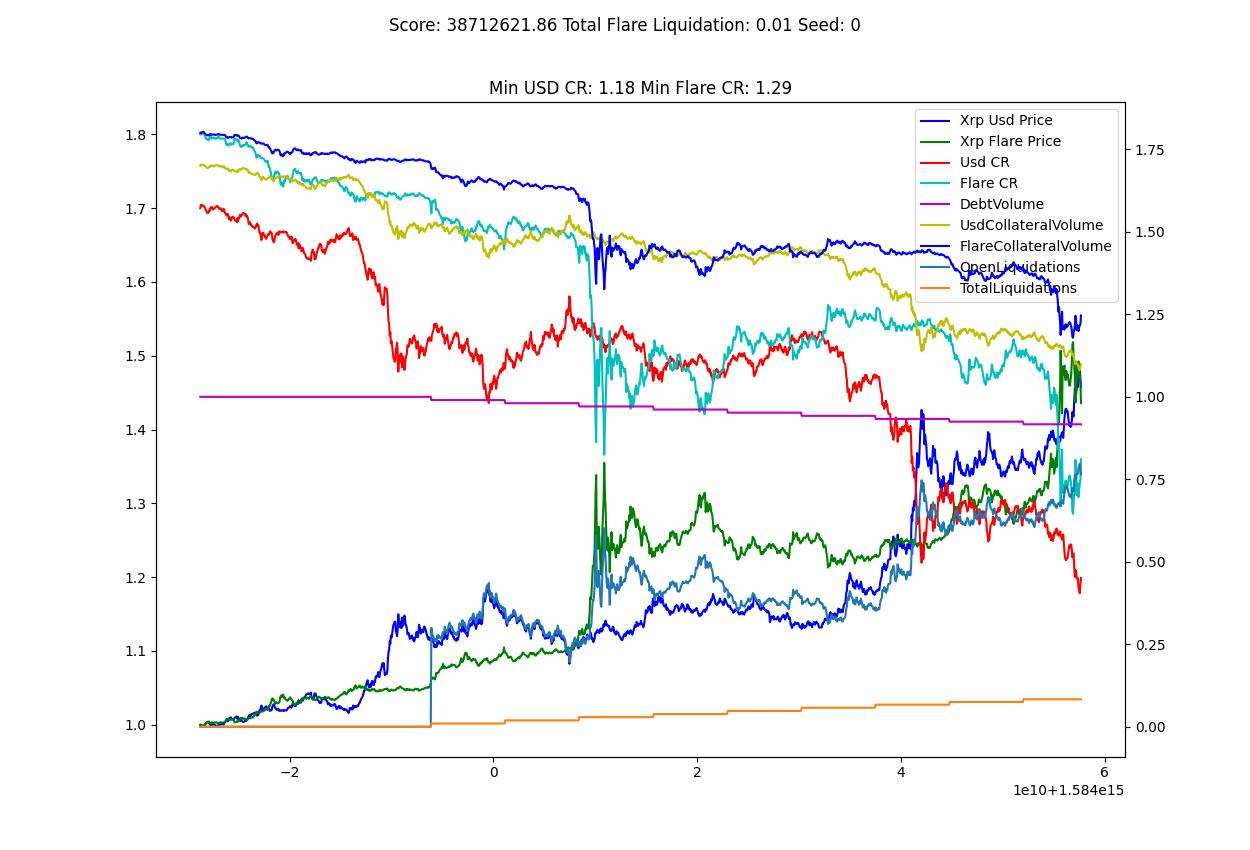 Score: 38712621.86 Total Flare Liquidation: 0.01 Seed: 0
Min USD CR: 1.18 Min Flare CR: 1.29
Xrp Usd Price
Xrp Flare Price
Usd CR
Flare CR
DebtVolume
UsdCollateralVolume
FlareCollateralVolume
OpenLiquidations
TotalLiquidations
1.8
1.7
1.6
1.5
1.4
1.3
1.2
1.1
1.0
1.75
1.50
1.25
1.00
0.75
0.50
0.25
0.00
−2 0 2 4 6
1e10+1.584e15